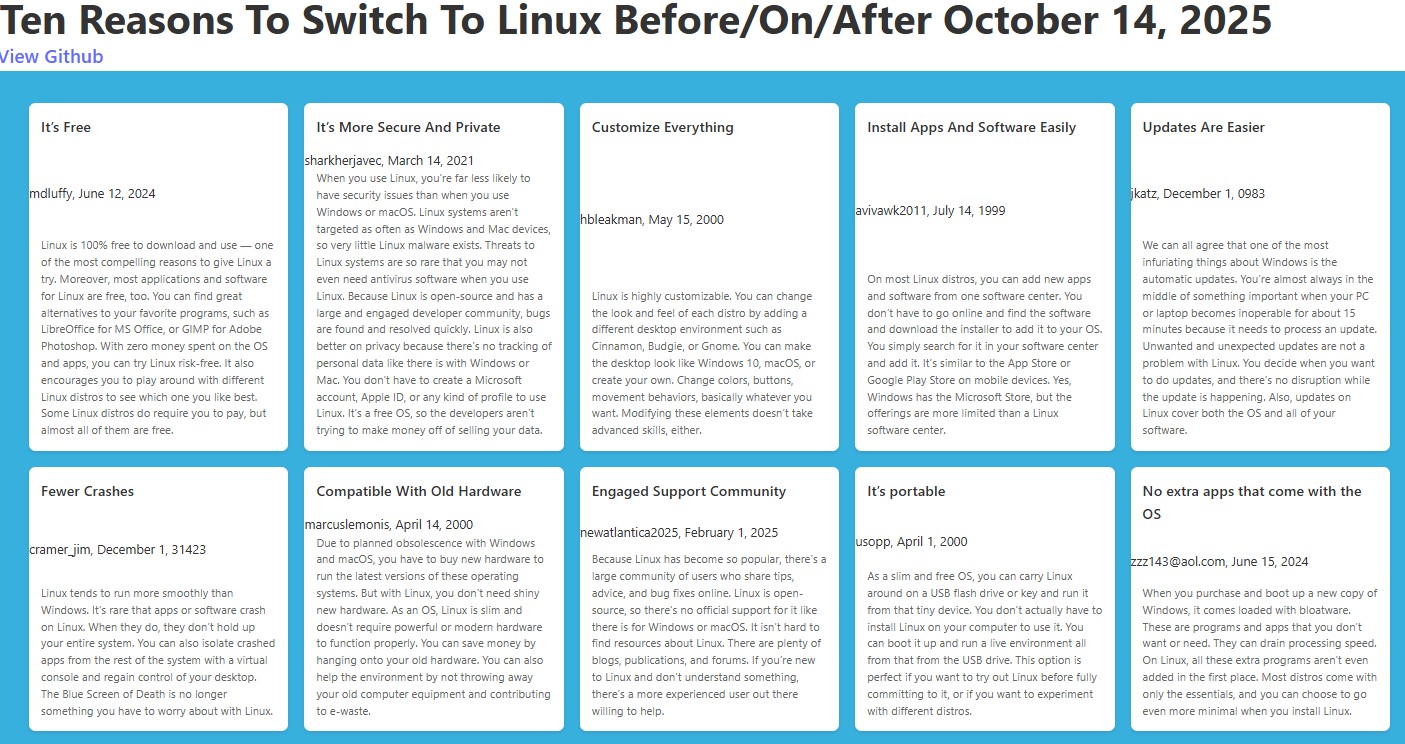 Ten Reasons To Switch To Linux Before/On/After October 14, 2025
View Github
It's Free
mdluffy, June 12, 2024
Linux is 100% free to download and use — one
of the most compelling reasons to give Linux a
try. Moreover, most applications and software
for Linux are free, too. You can find great
alternatives to your favorite programs, such as
LibreOffice for MS Office, or GIMP for Adobe
Photoshop. With zero money spent on the OS
and apps, you can try Linux risk-free. It also
encourages you to play around with different
Linux distros to see which one you like best.
Some Linux distros do require you to pay, but
almost all of them are free.
It's More Secure And Private
sharkherjavec, March 14, 2021
When you use Linux, you're far less likely to
have security issues than when you use
Windows or macOS. Linux systems aren't
targeted as often as Windows and Mac devices,
so very little Linux malware exists. Threats to
Linux systems are so rare that you may not
even need antivirus software when you use
Linux. Because Linux is open-source and has a
large and engaged developer community, bugs
are found and resolved quickly. Linux is also
better on privacy because there's no tracking of
personal data like there is with Windows or
Mac. You don't have to create a Microsoft
account, Apple ID, or any kind of profile to use
Linux. It's a free OS, so the developers aren't
trying to make money off of selling your data.
Customize Everything
hbleakman, May 15, 2000
Linux is highly customizable. You can change
the look and feel of each distro by adding a
different desktop environment such as
Cinnamon, Budgie, or Gnome. You can make
the desktop look like Windows 10, macOS, or
create your own. Change colors, buttons,
movement behaviors, basically whatever you
want. Modifying these elements doesn't take
advanced skills, either.
Install Apps And Software Easily
avivawk2011, July 14, 1999
On most Linux distros, you can add new apps
and software from one software center. You
don't have to go online and find the software
and download the installer to add it to your OS.
You simply search for it in your software center
and add it. It's similar to the App Store or
Google Play Store on mobile devices. Yes,
Windows has the Microsoft Store, but the
offerings are more limited than a Linux
software center.
Updates Are Easier
jkatz, December 1, 0983
We can all agree that one of the most
infuriating things about Windows is the
automatic updates. You're almost always in the
middle of something important when your PC
or laptop becomes inoperable for about 15
minutes because it needs to process an update.
Unwanted and unexpected updates are not a
problem with Linux. You decide when you want
to do updates, and there's no disruption while
the update is happening. Also, updates on
Linux cover both the OS and all of your
software.
Fewer Crashes
cramer_jim, December 1, 31423
Linux tends to run more smoothly than
Windows. It's rare that apps or software crash
on Linux. When they do, they don't hold up
your entire system. You can also isolate crashed
apps from the rest of the system with a virtual
console and regain control of your desktop.
The Blue Screen of Death is no longer
something you have to worry about with Linux.
Compatible With Old Hardware
marcuslemonis, April 14, 2000
Due to planned obsolescence with Windows
and macOS, you have to buy new hardware to
run the latest versions of these operating
systems. But with Linux, you don't need shiny
new hardware. As an OS, Linux is slim and
doesn't require powerful or modern hardware
to function properly. You can save money by
hanging onto your old hardware. You can also
help the environment by not throwing away
your old computer equipment and contributing
to e-waste.
Engaged Support Community
newatlantica2025, February 1, 2025
Because Linux has become so popular, there's a
large community of users who share tips,
advice, and bug fixes online. Linux is open-
source, so there's no official support for it like
there is for Windows or macOS. It isn't hard to
find resources about Linux. There are plenty of
blogs, publications, and forums. If you're new
to Linux and don't understand something,
there's a more experienced user out there
willing to help.
It's portable
usopp, April 1, 2000
As a slim and free OS, you can carry Linux
around on a USB flash drive or key and run it
from that tiny device. You don't actually have to
install Linux on your computer to use it. You
can boot it up and run a live environment all
from that from the USB drive. This option is
perfect if you want to try out Linux before fully
committing to it, or if you want to experiment
with different distros.
No extra apps that come with the
OS
zzz143@aol.com, June 15, 2024
When you purchase and boot up a new copy of
Windows, it comes loaded with bloatware.
These are programs and apps that you don't
want or need. They can drain processing speed.
On Linux, all these extra programs aren't even
added in the first place. Most distros come with
only the essentials, and you can choose to go
even more minimal when you install Linux.